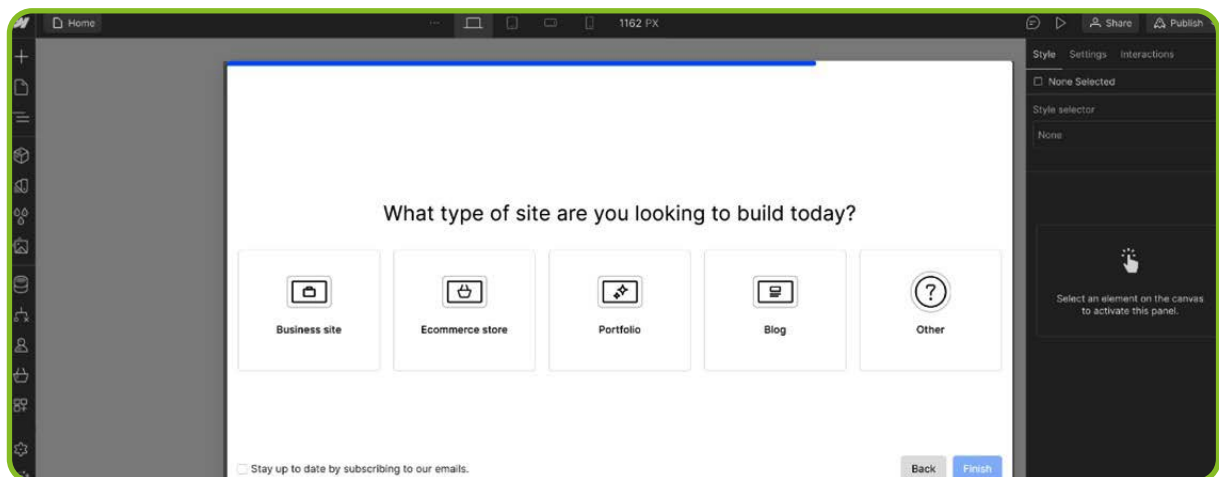 Home
1162 PX
Share
Publish
Style Settings Interactions
None Selected
Style selector
None
What type of site are you looking to build today?
Business site
Ecommerce store
Portfolio
Blog
Other
Select an element on the canvas
to activate this panel.
Stay up to date by subscribing to our emails.
Back
Finish